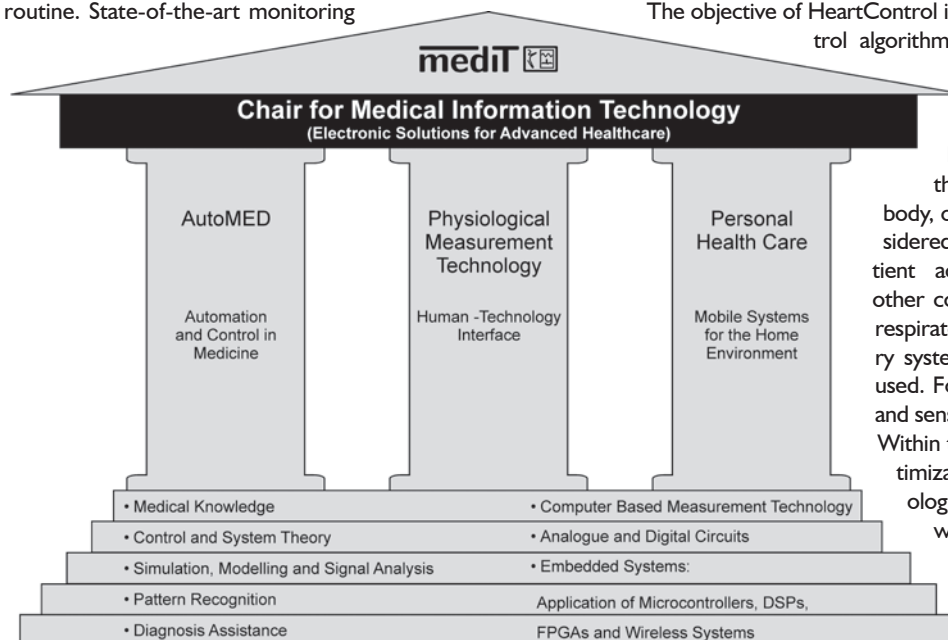 routine. State-of-the-art monitoring
The objective of HeartControl i
trol algorithm
mediT
Chair for Medical Information Technology
(Electronic Solutions for Advanced Healthcare)
AutoMED
Automation
and Control in
Medicine
Physiological
Measurement
Technology
Human -Technology
Interface
Personal
Health Care
Mobile Systems
for the Home
Environment
th
body, c
sidered
tient ac
other co
respirat
ry syste
used. Fo
and sens
Within t
timiza
olog
w
• Medical Knowledge
• Control and System Theory
• Simulation, Modelling and Signal Analysis
• Pattern Recognition
• Diagnosis Assistance
• Computer Based Measurement Technology
• Analogue and Digital Circuits
• Embedded Systems:
Application of Microcontrollers, DSPs,
FPGAs and Wireless Systems